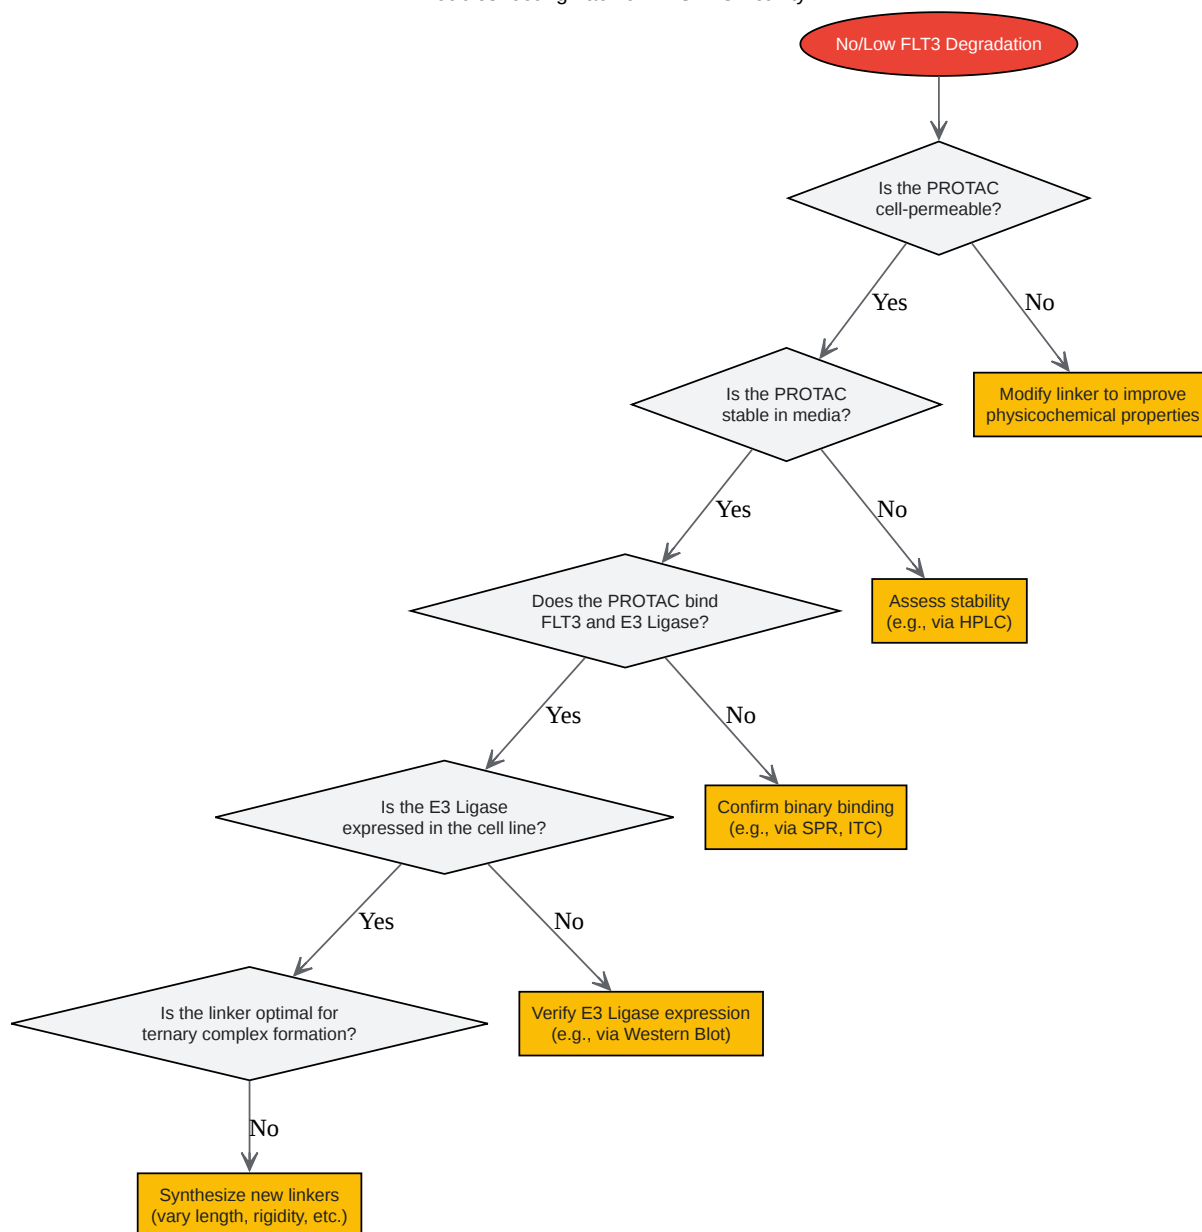 No/Low FLT3 Degradation
Is the PROTAC
cell-permeable?
Yes
No
Is the PROTAC
stable in media?
Modify linker to improve
physicochemical properties
Yes
No
Does the PROTAC bind
FLT3 and E3 Ligase?
Assess stability
(e.g., via HPLC)
Yes
No
Is the E3 Ligase
expressed in the cell line?
Confirm binary binding
(e.g., via SPR, ITC)
Yes
No
Is the linker optimal for
ternary complex formation?
Verify E3 Ligase expression
(e.g., via Western Blot)
No
Synthesize new linkers
(vary length, rigidity, etc.)